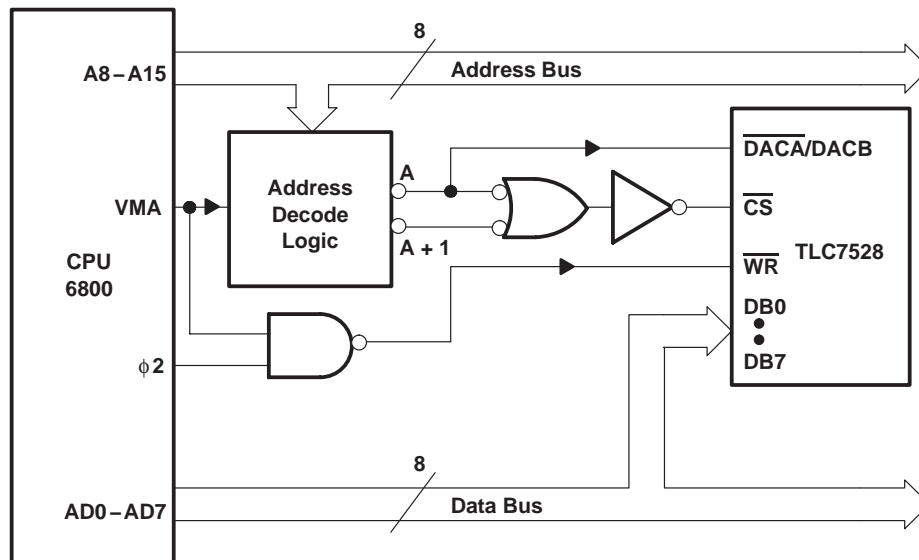 8
A8–A15
Address Bus
A
DACA/DACB
Address
Decode
Logic
VMA
CS
A + 1
TLC7528
CPU
6800
WR
DB0
DB7
ϕ2
8
AD0–AD7
Data Bus